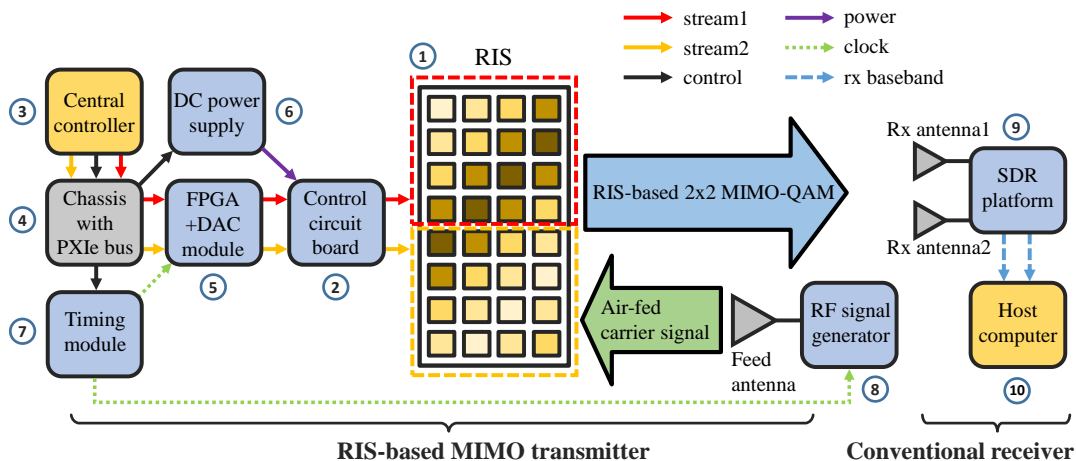 stream1
stream2
control
power
clock
rx baseband
1
RIS
3
Central
controller
DC power
supply
6
4
Chassis
with
PXIe bus
FPGA
+DAC
module
5
Control
circuit
board
2
7
Timing
module
RIS-based 2x2 MIMO-QAM
Air-fed
carrier signal
Feed
antenna
RF signal
generator
8
Rx antenna1
9
SDR
platform
Rx antenna2
Host
computer
10
RIS-based MIMO transmitter
Conventional receiver